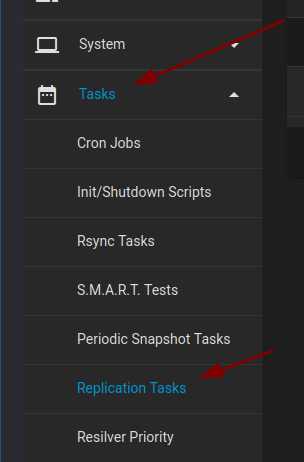 System
Tasks
Cron Jobs
Init/Shutdown Scripts
Rsync Tasks
S.M.A.R.T. Tests
Periodic Snapshot Tasks
Replication Tasks
Resilver Priority